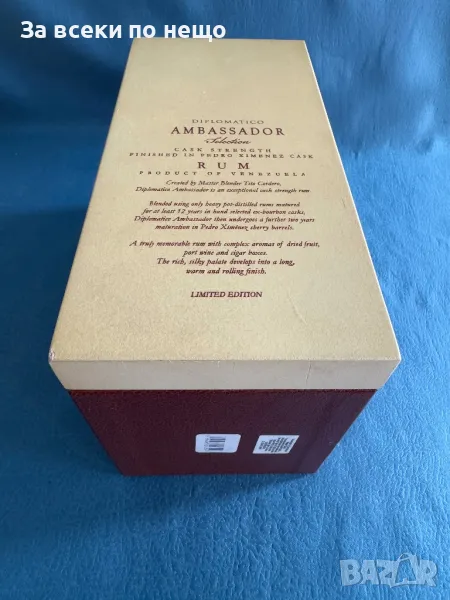 За всеки по нещо
DIPLOMATICO
AMBASSADOR
Selection
CASK STRENGTH
FINISHED IN PEDRO XIMENEZ CASK
RUM
PRODUCT OF VENEZUELA
Created by Master Blender Tito Cordero,
Diplomatico Ambassador is an exceptional cask strength rum.
Blended using only heavy pot-distilled rums matured
for at least 12 years in hand selected ex-bourbon casks,
Diplomatico Ambassador then undergoes a further two years
maturation in Pedro Ximénez sherry barrels.
A truly memorable rum with complex aromas of dried fruit,
port wine and cigar boxes.
The rich, silky palate develops into a long,
warm and rolling finish.
LIMITED EDITION
BAZAR